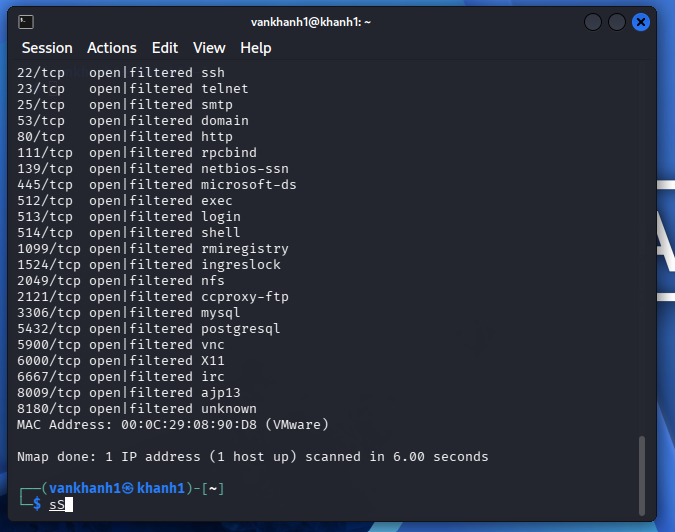 vankhanh1@khanh1: ~
Session Actions Edit View Help
22/tcp open|filtered ssh
23/tcp open|filtered telnet
25/tcp open|filtered smtp
53/tcp open|filtered domain
80/tcp open|filtered http
111/tcp open|filtered rpcbind
139/tcp open|filtered netbios-ssn
445/tcp open|filtered microsoft-ds
512/tcp open|filtered exec
513/tcp open|filtered login
514/tcp open|filtered shell
1099/tcp open|filtered rmiregistry
1524/tcp open|filtered ingreslock
2049/tcp open|filtered nfs
2121/tcp open|filtered ccproxy-ftp
3306/tcp open|filtered mysql
5432/tcp open|filtered postgresql
5900/tcp open|filtered vnc
6000/tcp open|filtered X11
6667/tcp open|filtered irc
8009/tcp open|filtered ajp13
8180/tcp open|filtered unknown
MAC Address: 00:0C:29:08:90:D8 (VMware)
Nmap done: 1 IP address (1 host up) scanned in 6.00 seconds
┌──(vankhanh1㉿khanh1)-[~]
└─$ sS